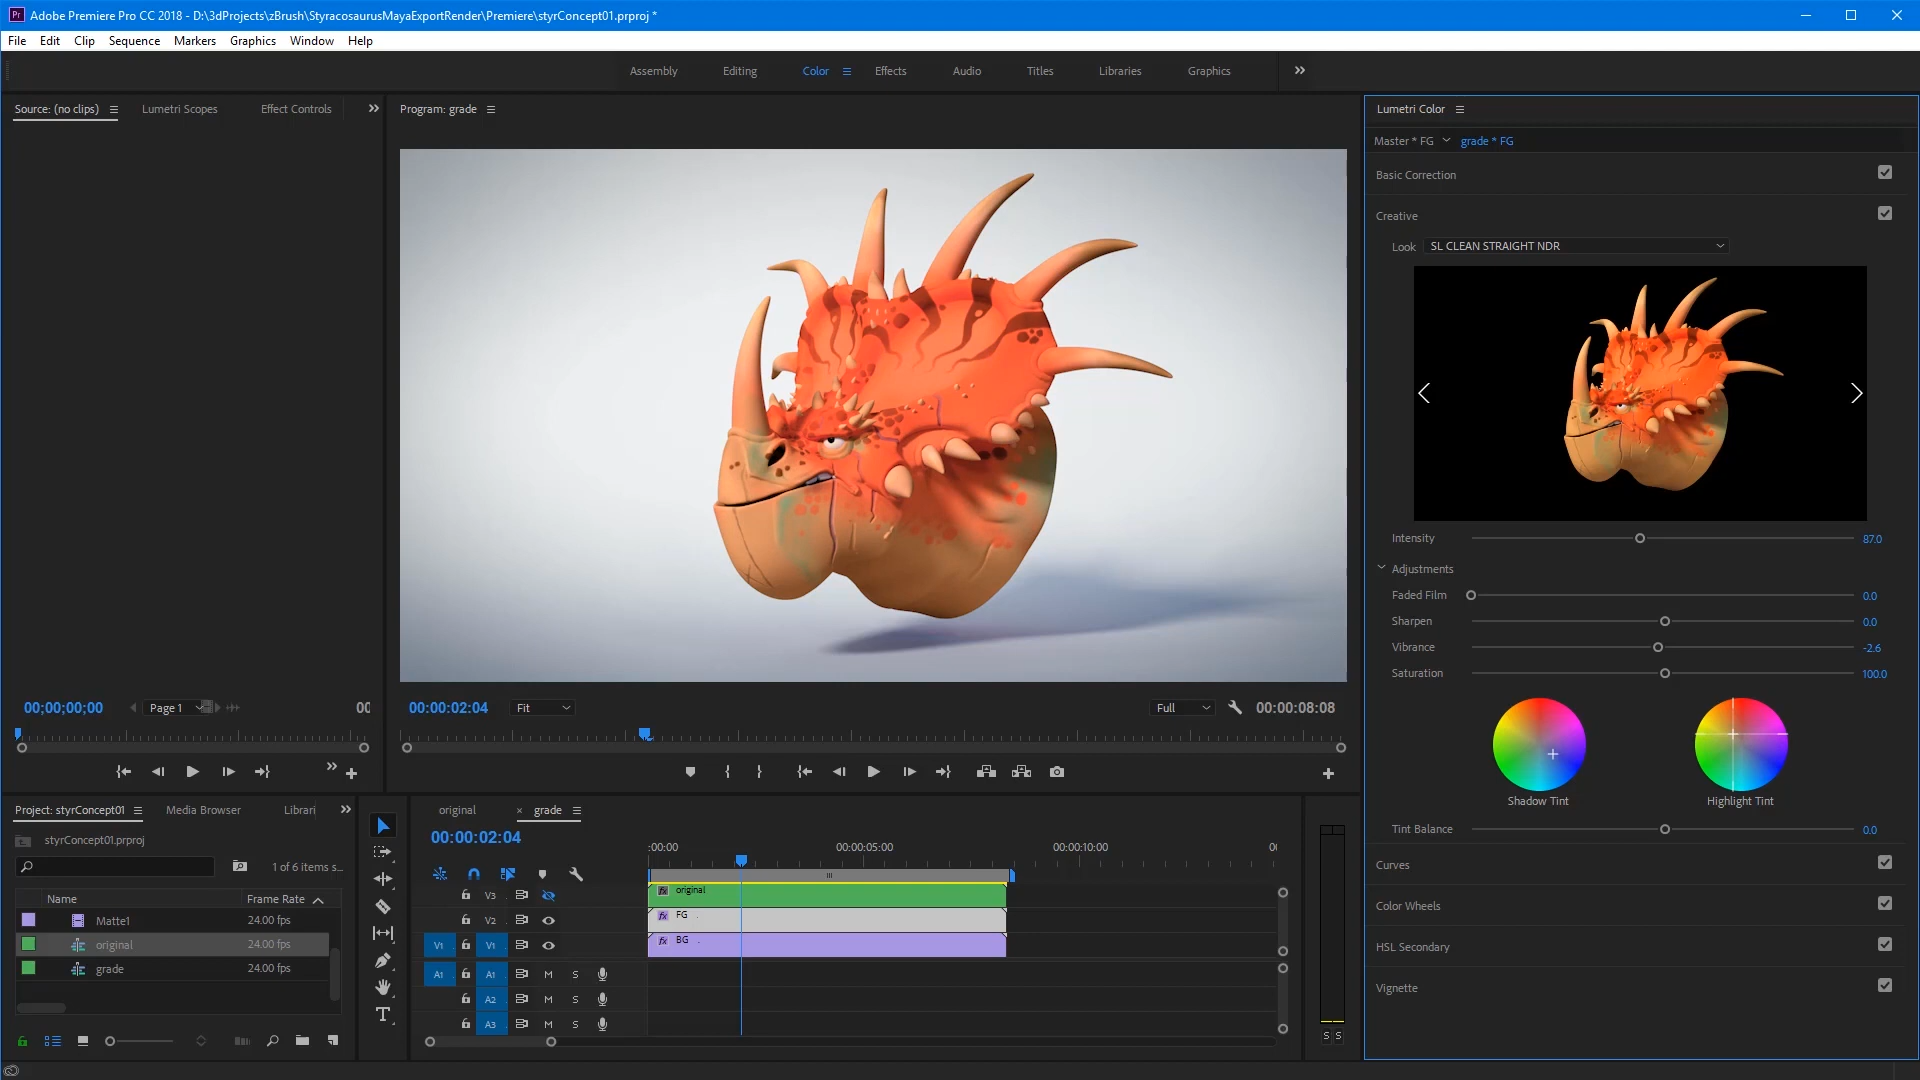 Adobe Premiere Pro CC 2018 - D:\3dProjects\zBrush\StyracosaurusMayaExportRender\Premiere\styrConcept01.prproj *
File Edit Clip Sequence Markers Graphics Window Help
Assembly Editing Color Effects Audio Titles Libraries Graphics
Source: (no clips) Lumetri Scopes Effect Controls
Program: grade
Lumetri Color
Master * FG grade * FG
Basic Correction
Creative
Look SL CLEAN STRAIGHT NDR
Intensity 87.0
Adjustments
Faded Film 0.0
Sharpen 0.0
Vibrance -2.6
Saturation 100.0
Shadow Tint Highlight Tint
Tint Balance 0.0
Curves
Color Wheels
HSL Secondary
Vignette
00;00;00;00 Page 1 00
00:00:02:04 Fit Full 00:00:08:08
Project: styrConcept01 Media Browser Librari
styrConcept01.prproj
1 of 6 items s...
Name Frame Rate
Matte1 24.00 fps
original 24.00 fps
grade 24.00 fps
original × grade
00:00:02:04
:00:00 00:00:05:00 00:00:10:00 00
V3 fx original
V2 fx FG
V1 V1 fx BG
A1 A1 M S
A2 M S
A3 M S
S S